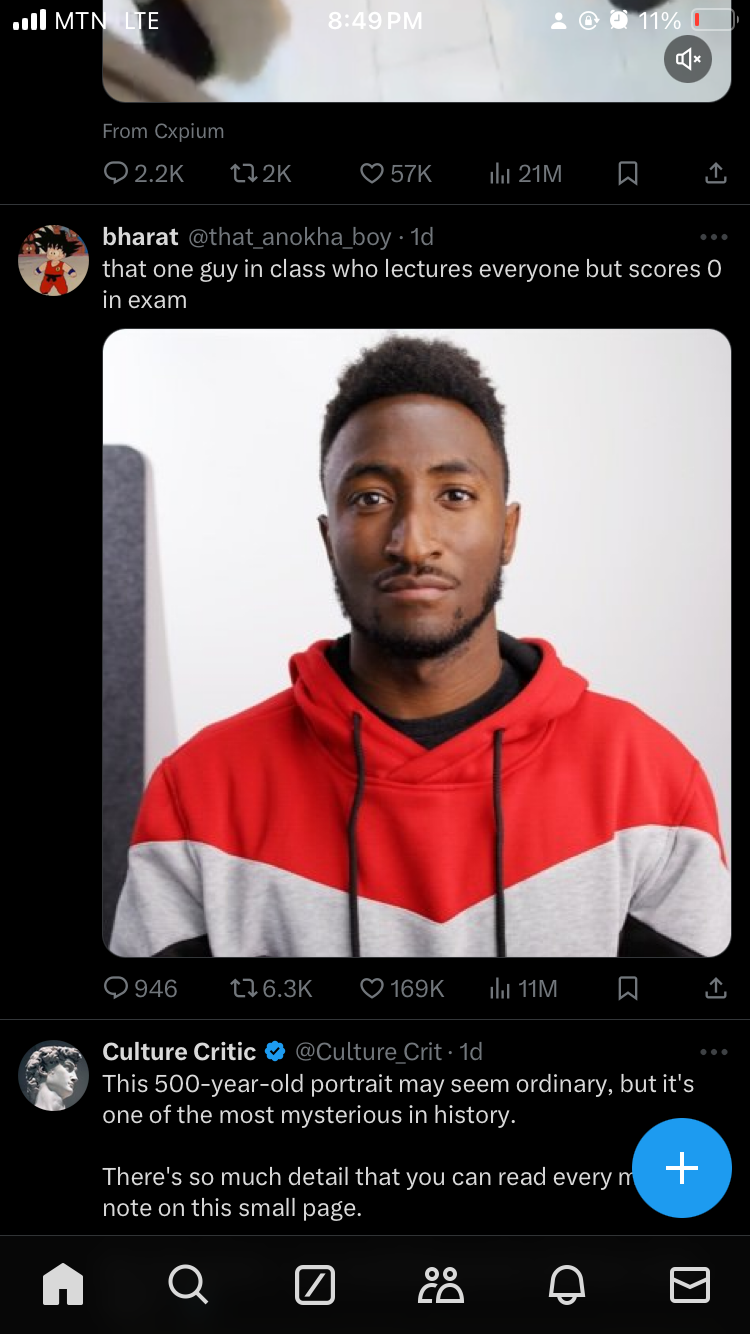 MTN LTE 8:49 PM 11%
From Cxpium
2.2K 2K 57K 21M
bharat @that_anokha_boy · 1d
that one guy in class who lectures everyone but scores 0
in exam
946 6.3K 169K 11M
Culture Critic @Culture_Crit · 1d
This 500-year-old portrait may seem ordinary, but it's
one of the most mysterious in history.
There's so much detail that you can read every
note on this small page.